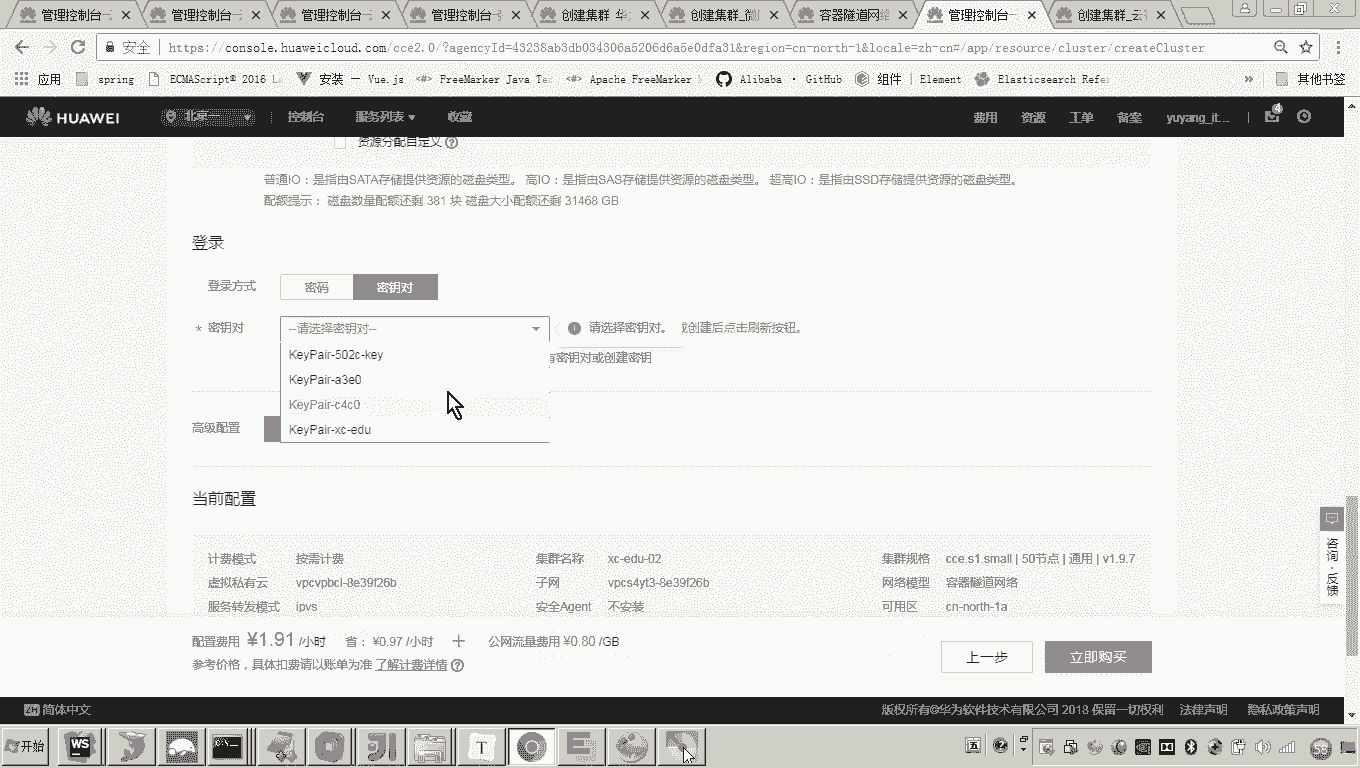 管理控制台 管理控制台 管理控制台 管理控制台 创建集群 创建集群_微 容器隧道网络 管理控制台 创建集群_云
安全 https://console.huaweicloud.com/cce2.0/?agencyId=43238ab3db034306a5206d6a5e0dfa31&region=cn-north-1&locale=zh-cn#/app/resource/cluster/createCluster
应用 spring ECMAScript® 2016 La 安装 — Vue.js FreeMarker Java Te Apache FreeMarker Alibaba · GitHub 组件 | Element Elasticsearch Refe » 其他书签
HUAWEI 北京一 控制台 服务列表 收藏 费用 资源 工单 备案 yuyang_it... 4
资源分配自定义
普通IO：是指由SATA存储提供资源的磁盘类型。 高IO：是指由SAS存储提供资源的磁盘类型。 超高IO：是指由SSD存储提供资源的磁盘类型。
配额提示： 磁盘数量配额还剩 381 块 磁盘大小配额还剩 31468 GB
登录
登录方式 密码 密钥对
* 密钥对 --请选择密钥对-- 请选择密钥对。 或创建后点击刷新按钮。
KeyPair-502c-key 有密钥对或创建密钥
KeyPair-a3e0
KeyPair-c4c0
高级配置 KeyPair-xc-edu
当前配置
计费模式 按需计费 集群名称 xc-edu-02 集群规格 cce.s1.small | 50节点 | 通用 | v1.9.7
虚拟私有云 vpcvpbcl-8e39f26b 子网 vpcs4yt3-8e39f26b 网络模型 容器隧道网络
服务转发模式 ipvs 安全Agent 不安装 可用区 cn-north-1a
咨询·反馈
配置费用 ¥1.91 /小时 省： ¥0.97 /小时 + 公网流量费用 ¥0.80 /GB
参考价格，具体扣费请以账单为准 了解计费详情 上一步 立即购买
ZH 简体中文 版权所有©华为软件技术有限公司 2018 保留一切权利 法律声明 隐私政策声明
开始 WS T 五 53